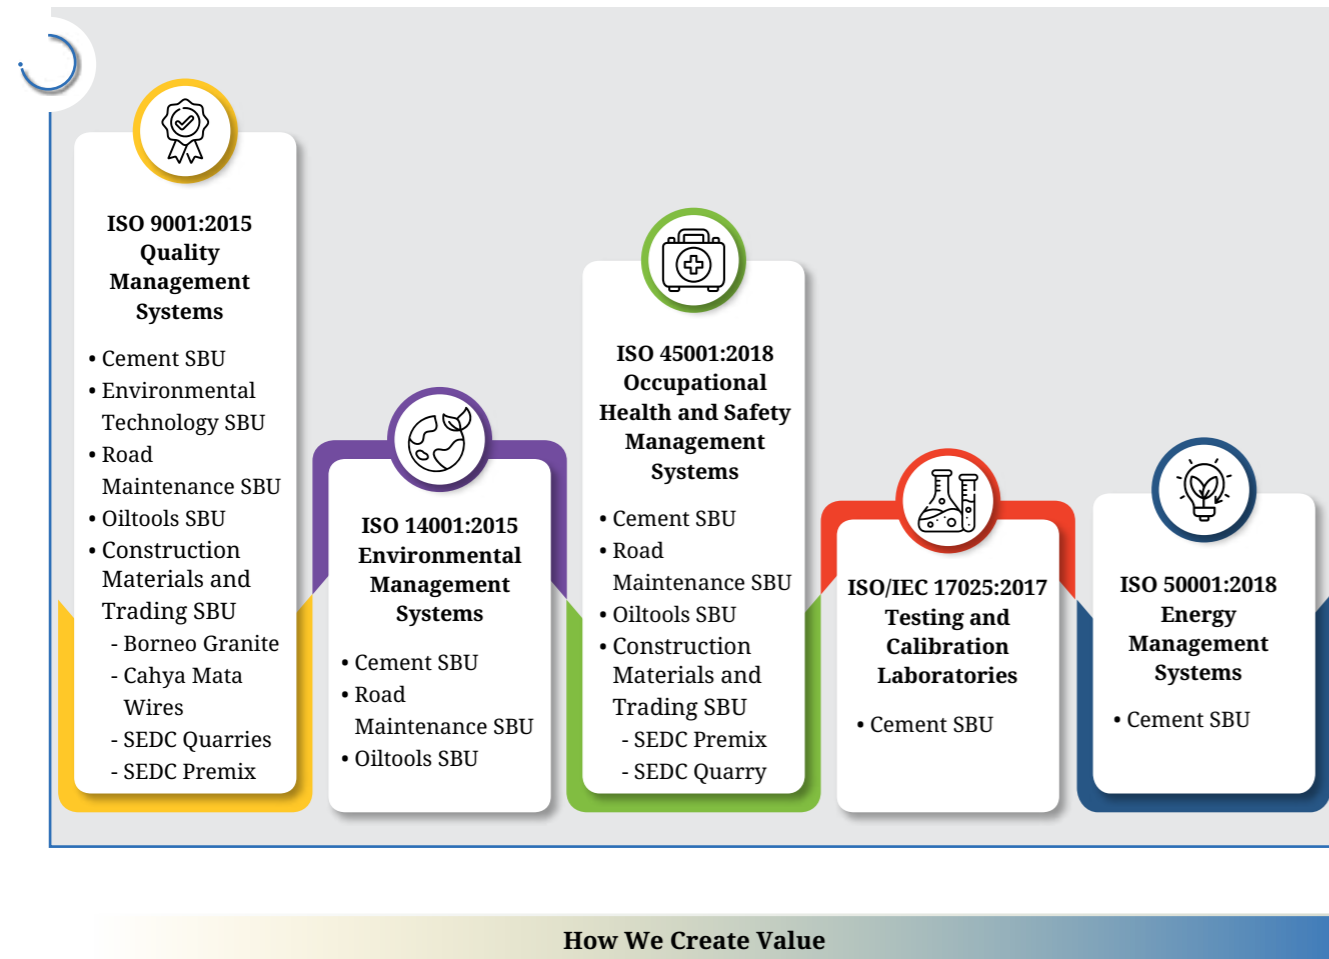 ISO 9001:2015
Quality
Management
Systems
• Cement SBU
• Environmental
Technology SBU
• Road
Maintenance SBU
• Oiltools SBU
• Construction
Materials and
Trading SBU
- Borneo Granite
- Cahya Mata
Wires
- SEDC Quarries
- SEDC Premix
ISO 14001:2015
Environmental
Management
Systems
• Cement SBU
• Road
Maintenance SBU
• Oiltools SBU
ISO 45001:2018
Occupational
Health and Safety
Management
Systems
• Cement SBU
• Road
Maintenance SBU
• Oiltools SBU
• Construction
Materials and
Trading SBU
- SEDC Premix
- SEDC Quarry
ISO/IEC 17025:2017
Testing and
Calibration
Laboratories
• Cement SBU
ISO 50001:2018
Energy
Management
Systems
• Cement SBU
How We Create Value